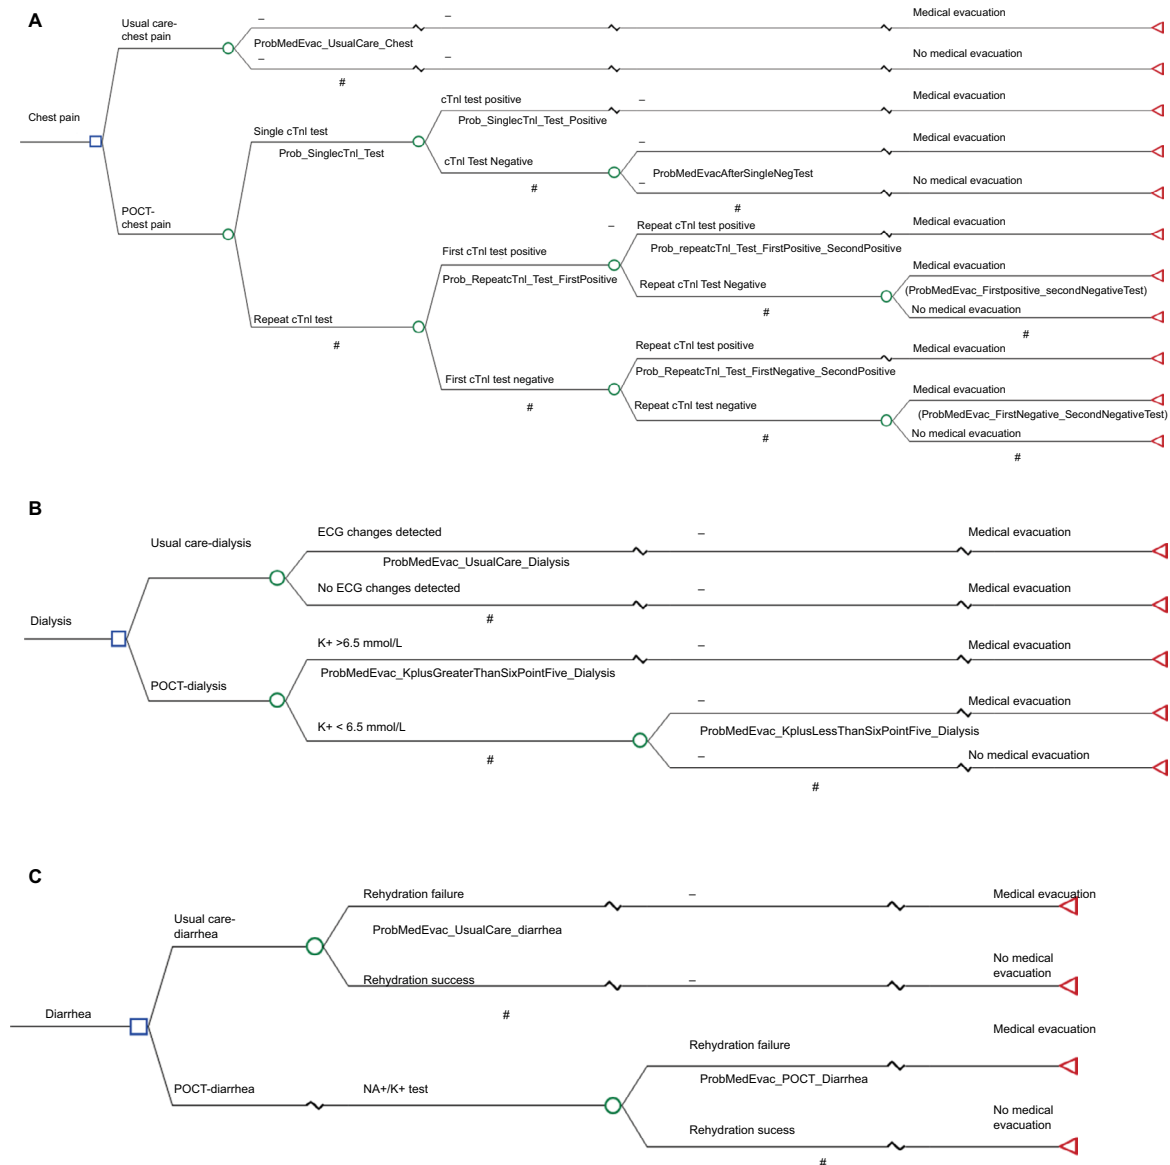 A
Usual care-
chest pain
–
–
Medical evacuation
ProbMedEvac_UsualCare_Chest
–
–
No medical evacuation
#
Chest pain
cTnI test positive
–
Medical evacuation
Single cTnI test
Prob_SinglecTnI_Test_Positive
Prob_SinglecTnI_Test
–
Medical evacuation
cTnI Test Negative
ProbMedEvacAfterSingleNegTest
#
–
No medical evacuation
#
POCT-
chest pain
–
Repeat cTnI test positive
Medical evacuation
First cTnI test positive
Prob_repeatcTnI_Test_FirstPositive_SecondPositive
Prob_RepeatcTnI_Test_FirstPositive
Medical evacuation
Repeat cTnI Test Negative
(ProbMedEvac_Firstpositive_secondNegativeTest)
#
No medical evacuation
#
Repeat cTnI test
#
Repeat cTnI test positive
Medical evacuation
Prob_RepeatcTnI_Test_FirstNegative_SecondPositive
First cTnI test negative
#
Medical evacuation
Repeat cTnI test negative
(ProbMedEvac_FirstNegative_SecondNegativeTest)
#
No medical evacuation
#
B
ECG changes detected
–
Medical evacuation
Usual care-dialysis
ProbMedEvac_UsualCare_Dialysis
No ECG changes detected
–
Medical evacuation
#
Dialysis
K+ >6.5 mmol/L
–
Medical evacuation
ProbMedEvac_KplusGreaterThanSixPointFive_Dialysis
POCT-dialysis
–
Medical evacuation
K+ < 6.5 mmol/L
ProbMedEvac_KplusLessThanSixPointFive_Dialysis
#
–
No medical evacuation
#
C
Rehydration failure
–
Medical evacuation
Usual care-
diarrhea
ProbMedEvac_UsualCare_diarrhea
Rehydration success
–
No medical
evacuation
#
Diarrhea
Medical evacuation
Rehydration failure
ProbMedEvac_POCT_Diarrhea
POCT-diarrhea
NA+/K+ test
No medical
evacuation
Rehydration sucess
#